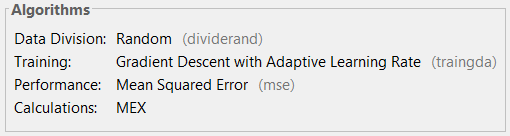 Algorithms
Data Division: Random (dividerand)
Training: Gradient Descent with Adaptive Learning Rate (traingda)
Performance: Mean Squared Error (mse)
Calculations: MEX